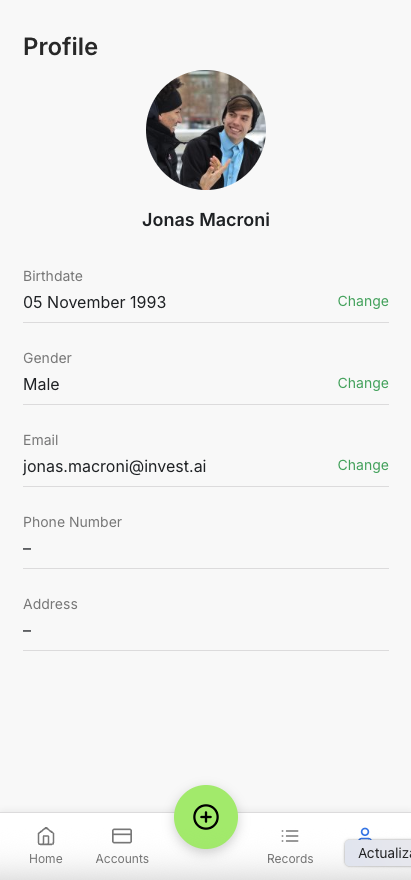 Profile
Jonas Macroni
Birthdate
05 November 1993
Change
Gender
Male
Change
Email
jonas.macroni@invest.ai
Change
Phone Number
–
Address
–
Home
Accounts
Records